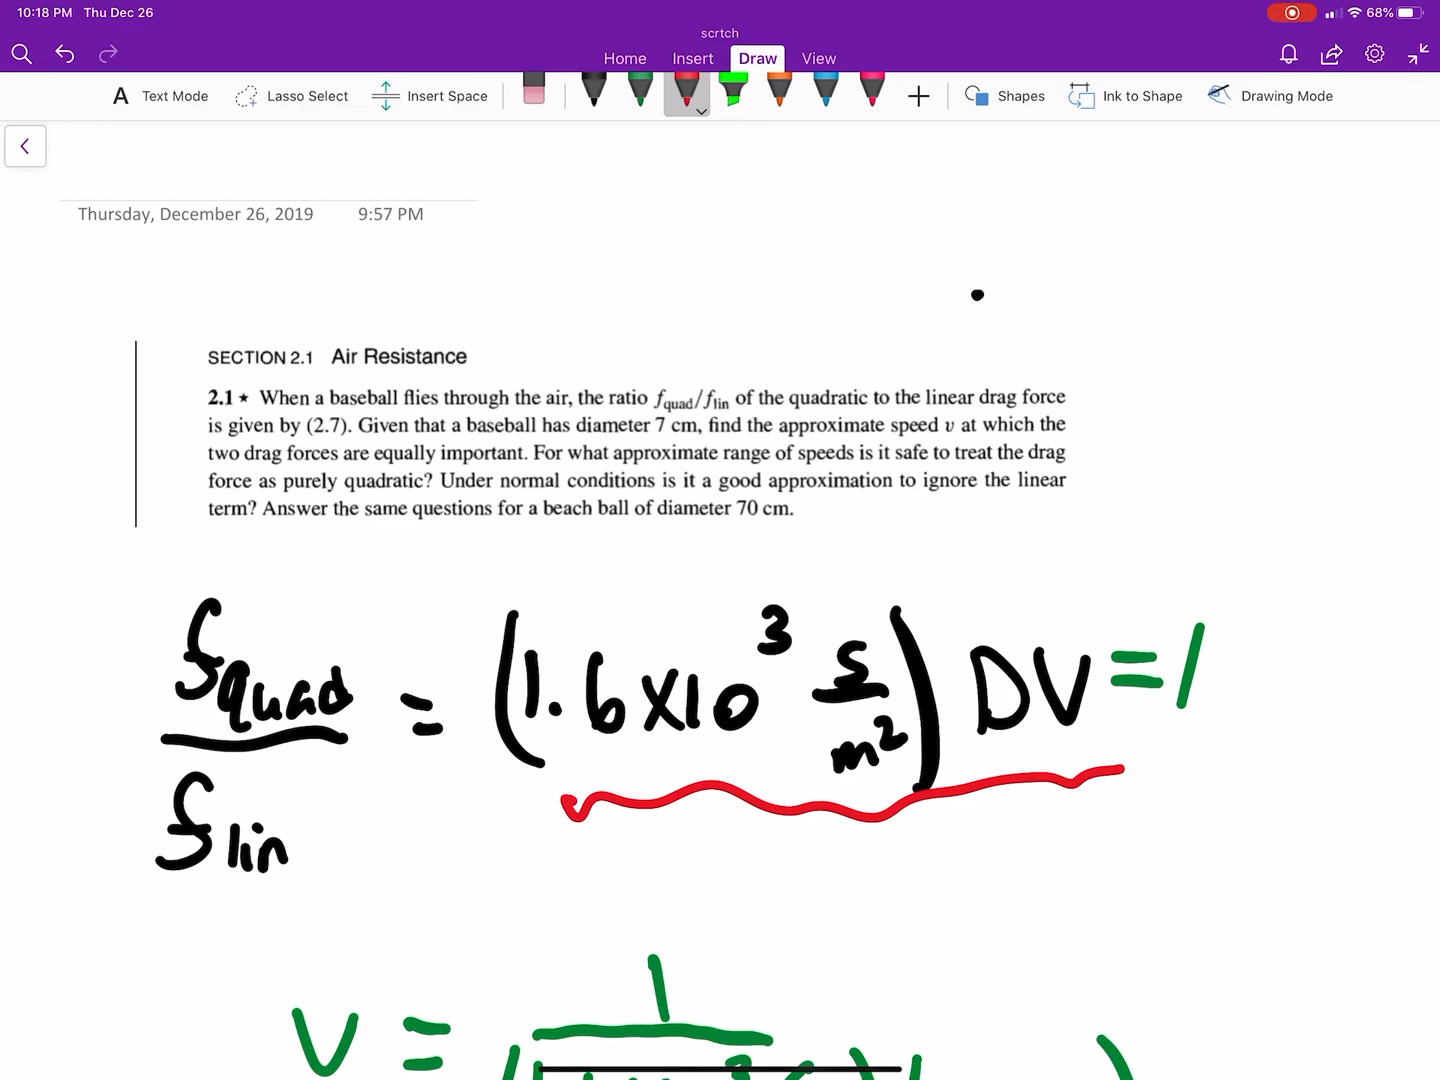 10:18 PM Thu Dec 26 68%
scrtch
Home Insert Draw View
A Text Mode Lasso Select Insert Space Shapes Ink to Shape Drawing Mode
Thursday, December 26, 2019 9:57 PM
SECTION 2.1 Air Resistance
2.1 ★ When a baseball flies through the air, the ratio f_quad/f_lin of the quadratic to the linear drag force
is given by (2.7). Given that a baseball has diameter 7 cm, find the approximate speed v at which the
two drag forces are equally important. For what approximate range of speeds is it safe to treat the drag
force as purely quadratic? Under normal conditions is it a good approximation to ignore the linear
term? Answer the same questions for a beach ball of diameter 70 cm.
f_quad/f_lin = (1.6×10^3 s/m^2) DV = 1
V = 1